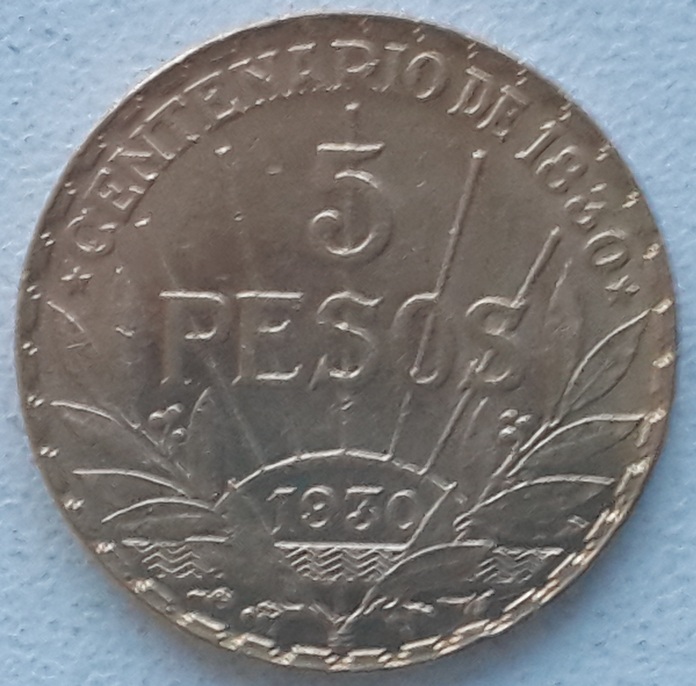 ★ CENTENARIO DE 1830 ★
5
PESOS
1930